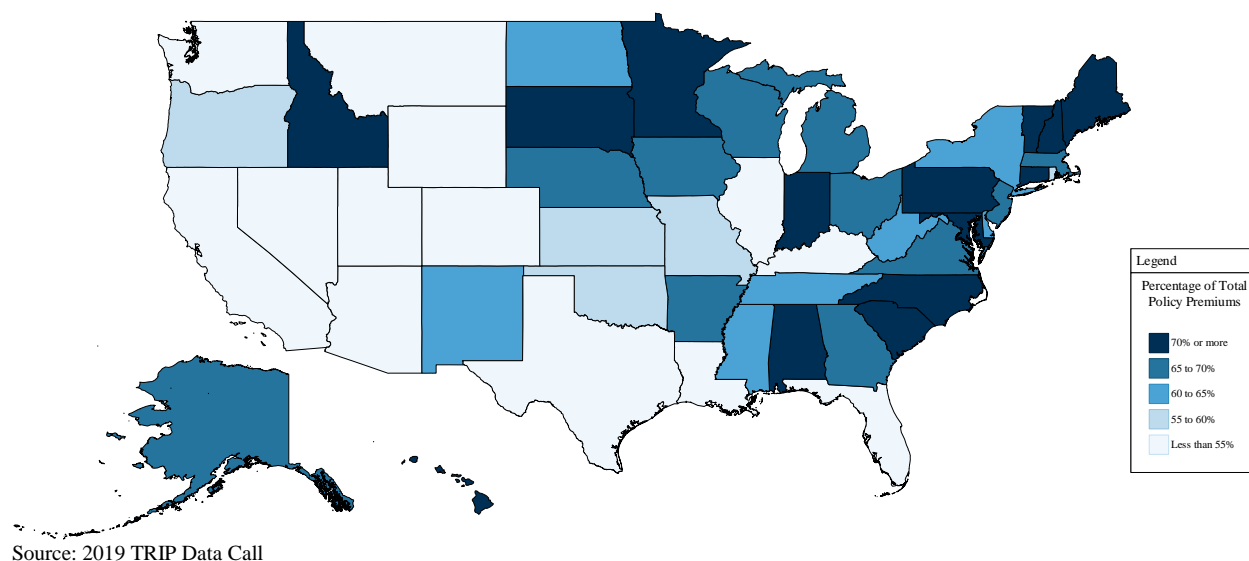 Legend
Percentage of Total
Policy Premiums
70% or more
65 to 70%
60 to 65%
55 to 60%
Less than 55%
Source: 2019 TRIP Data Call